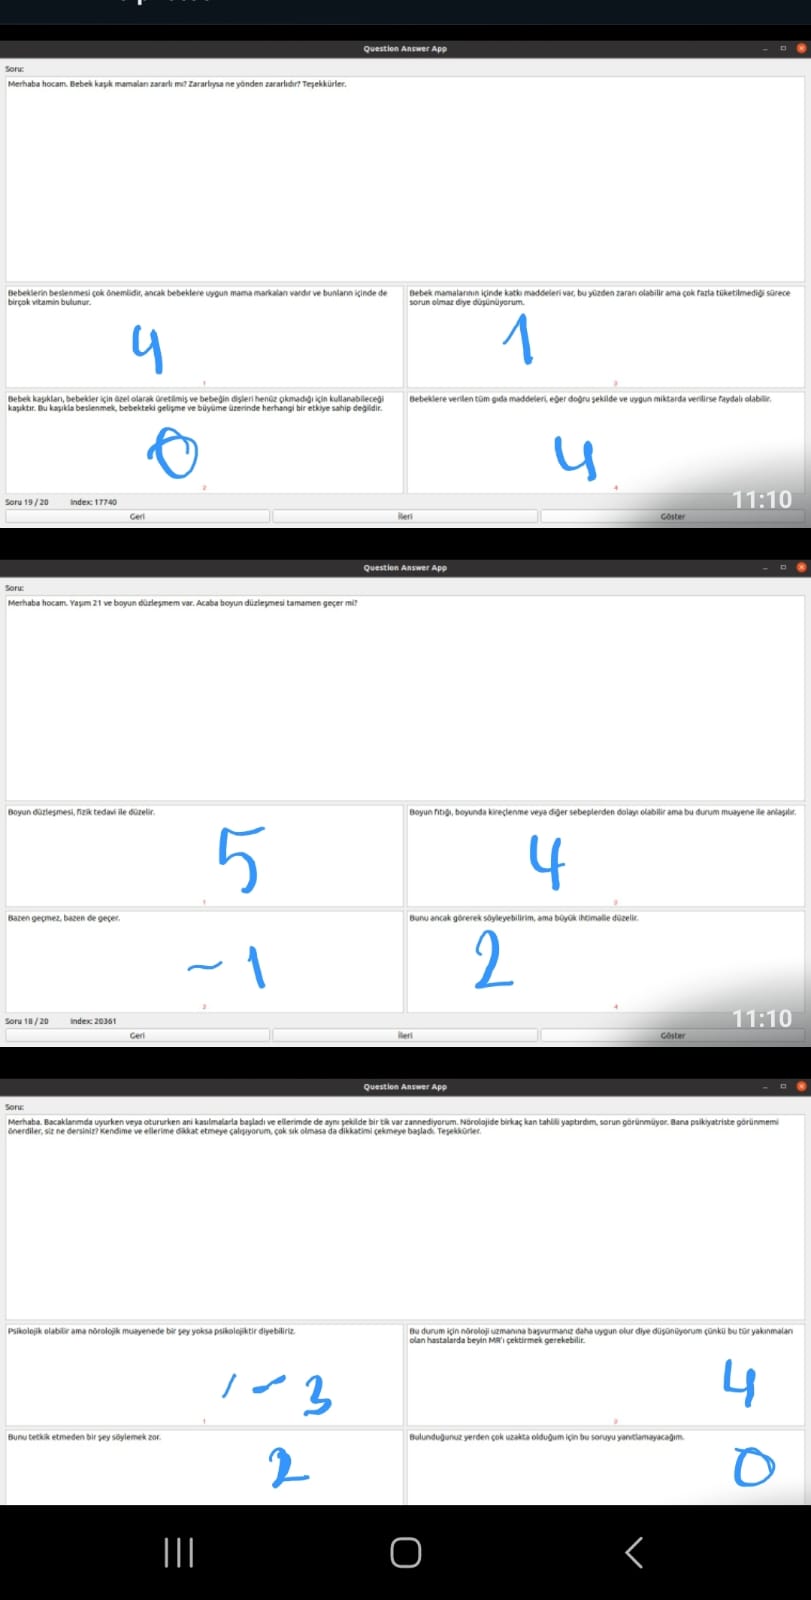 Question Answer App
Soru:
Merhaba hocam. Bebek kaşık mamaları zararlı mı? Zararlıysa ne yönden zararlıdır? Teşekkürler.
Bebeklerin beslenmesi çok önemlidir, ancak bebeklere uygun mama markaları vardır ve bunların içinde de
birçok vitamin bulunur.
4
1
Bebek mamalarının içinde katkı maddeleri var, bu yüzden zararı olabilir ama çok fazla tüketilmediği sürece
sorun olmaz diye düşünüyorum.
1
3
Bebek kaşıkları, bebekler için özel olarak üretilmiş ve bebeğin dişleri henüz çıkmadığı için kullanabileceği
kaşıktır. Bu kaşıkla beslenmek, bebekteki gelişme ve büyüme üzerinde herhangi bir etkiye sahip değildir.
0
2
Bebeklere verilen tüm gıda maddeleri, eğer doğru şekilde ve uygun miktarda verilirse faydalı olabilir.
4
4
Soru 19 / 20 Index: 17740
11:10
Geri İleri Göster
Question Answer App
Soru:
Merhaba hocam. Yaşım 21 ve boyun düzleşmem var. Acaba boyun düzleşmesi tamamen geçer mi?
Boyun düzleşmesi, fizik tedavi ile düzelir.
5
1
Boyun fıtığı, boyunda kireçlenme veya diğer sebeplerden dolayı olabilir ama bu durum muayene ile anlaşılır.
4
3
Bazen geçmez, bazen de geçer.
~ 1
2
Bunu ancak görerek söyleyebilirim, ama büyük ihtimalle düzelir.
2
4
Soru 18 / 20 Index: 20361
11:10
Geri İleri Göster
Question Answer App
Soru:
Merhaba. Bacaklarımda uyurken veya otururken ani kasılmalarla başladı ve ellerimde de aynı şekilde bir tik var zannediyorum. Nörolojide birkaç kan tahlili yaptırdım, sorun görünmüyor. Bana psikiyatriste görünmemi
önerdiler, siz ne dersiniz? Kendime ve ellerime dikkat etmeye çalışıyorum, çok sık olmasa da dikkatimi çekmeye başladı. Teşekkürler.
Psikolojik olabilir ama nörolojik muayenede bir şey yoksa psikolojiktir diyebiliriz.
1 - 3
1
Bu durum için nöroloji uzmanına başvurmanız daha uygun olur diye düşünüyorum çünkü bu tür yakınmaları
olan hastalarda beyin MR'ı çektirmek gerekebilir.
4
3
Bunu tetkik etmeden bir şey söylemek zor.
2
Bulunduğunuz yerden çok uzakta olduğum için bu soruyu yanıtlamayacağım.
0